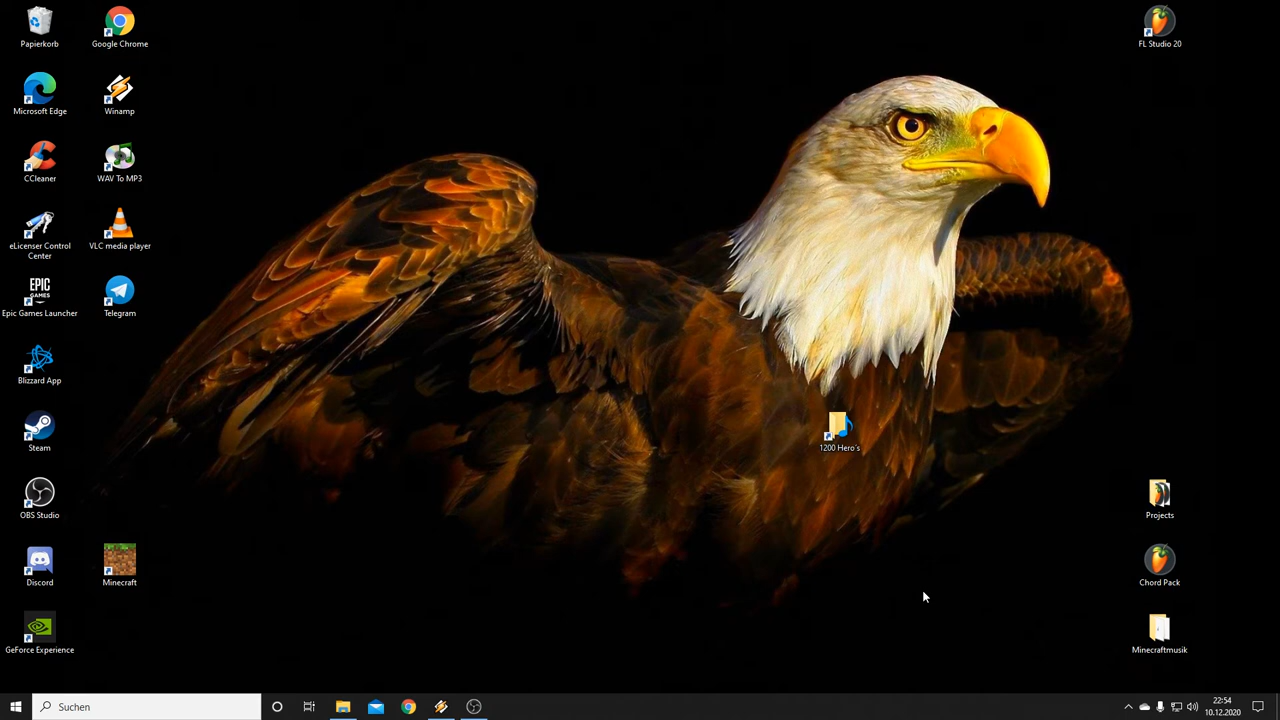 Papierkorb
Google Chrome
FL Studio 20
Microsoft Edge
Winamp
CCleaner
WAV To MP3
eLicenser Control
Center
VLC media player
EPIC
GAMES
Epic Games Launcher
Telegram
Blizzard App
Steam
1200 Hero´s
OBS Studio
Projects
Discord
Minecraft
Chord Pack
GeForce Experience
Minecraftmusik
Suchen
22:54
10.12.2020